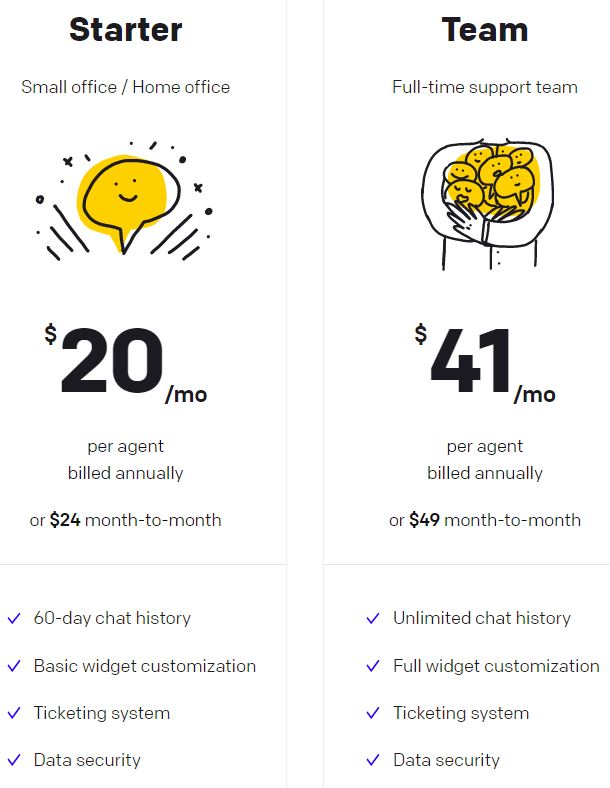 Starter
Small office / Home office
$20/mo
per agent
billed annually
or $24 month-to-month
60-day chat history
Basic widget customization
Ticketing system
Data security
Team
Full-time support team
$41/mo
per agent
billed annually
or $49 month-to-month
Unlimited chat history
Full widget customization
Ticketing system
Data security